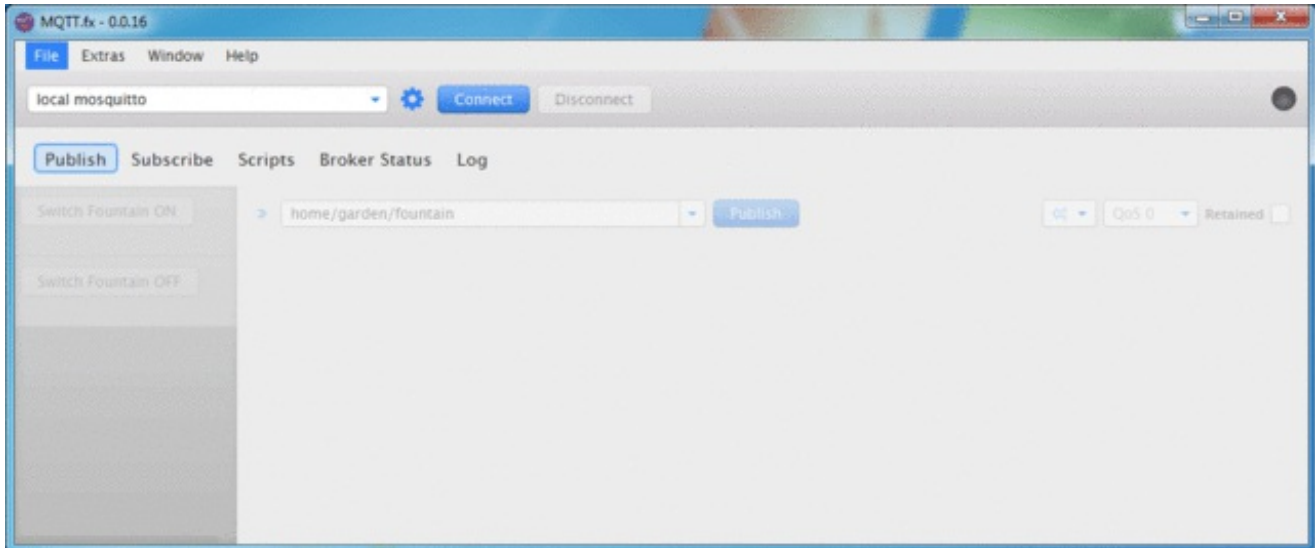 MQTT.fx - 0.0.16
File Extras Window Help
local mosquitto Connect Disconnect
Publish Subscribe Scripts Broker Status Log
Switch Fountain ON » home/garden/fountain Publish QoS 0 Retained
Switch Fountain OFF